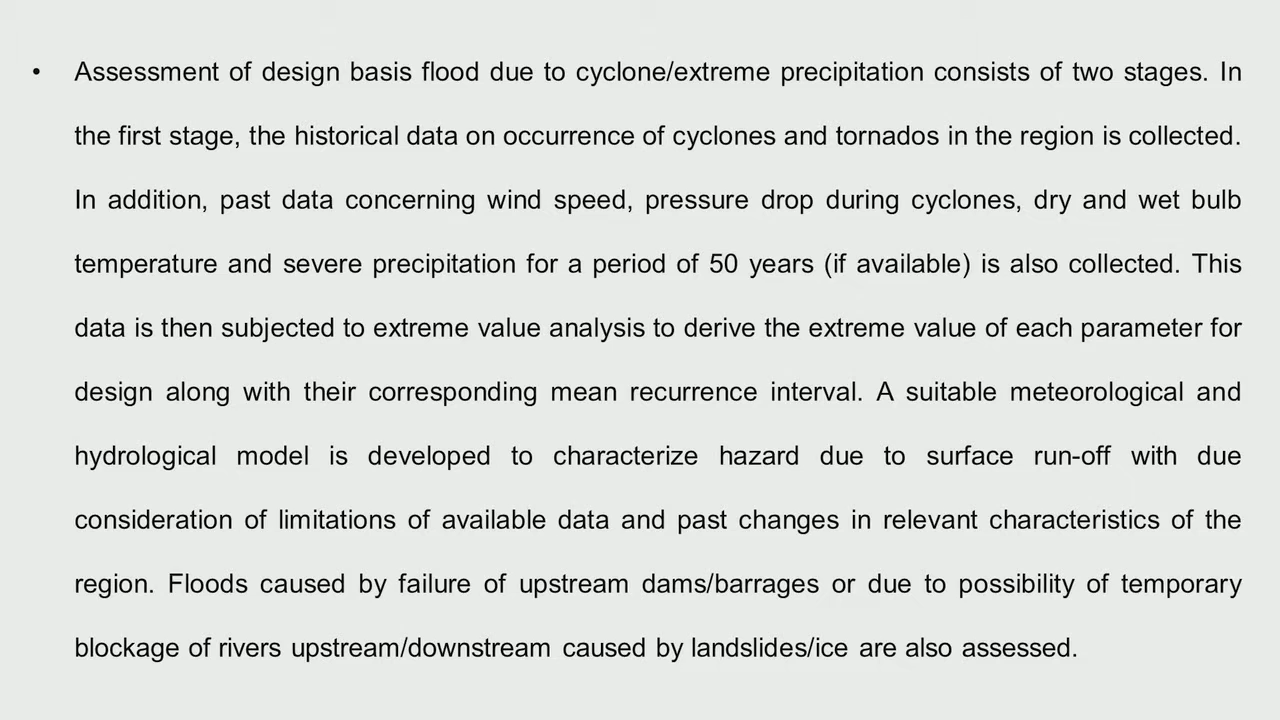 • Assessment of design basis flood due to cyclone/extreme precipitation consists of two stages. In
the first stage, the historical data on occurrence of cyclones and tornados in the region is collected.
In addition, past data concerning wind speed, pressure drop during cyclones, dry and wet bulb
temperature and severe precipitation for a period of 50 years (if available) is also collected. This
data is then subjected to extreme value analysis to derive the extreme value of each parameter for
design along with their corresponding mean recurrence interval. A suitable meteorological and
hydrological model is developed to characterize hazard due to surface run-off with due
consideration of limitations of available data and past changes in relevant characteristics of the
region. Floods caused by failure of upstream dams/barrages or due to possibility of temporary
blockage of rivers upstream/downstream caused by landslides/ice are also assessed.